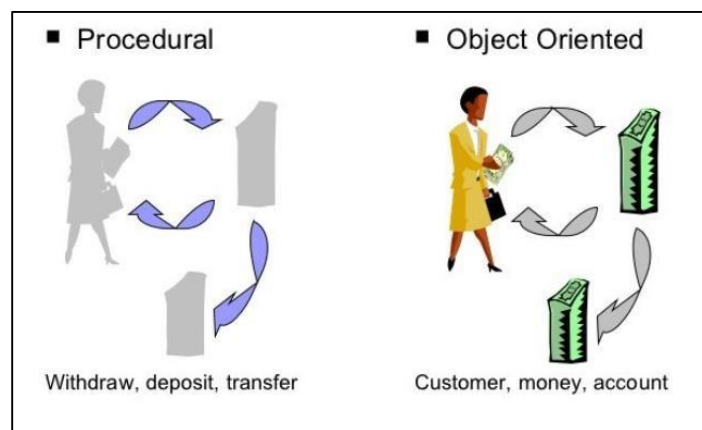 ▪ Procedural
▪ Object Oriented
Withdraw, deposit, transfer
Customer, money, account